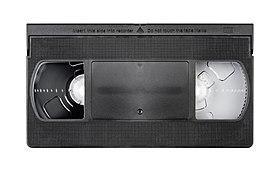 Insert this side into recorder ▲ Do not touch the tape inside